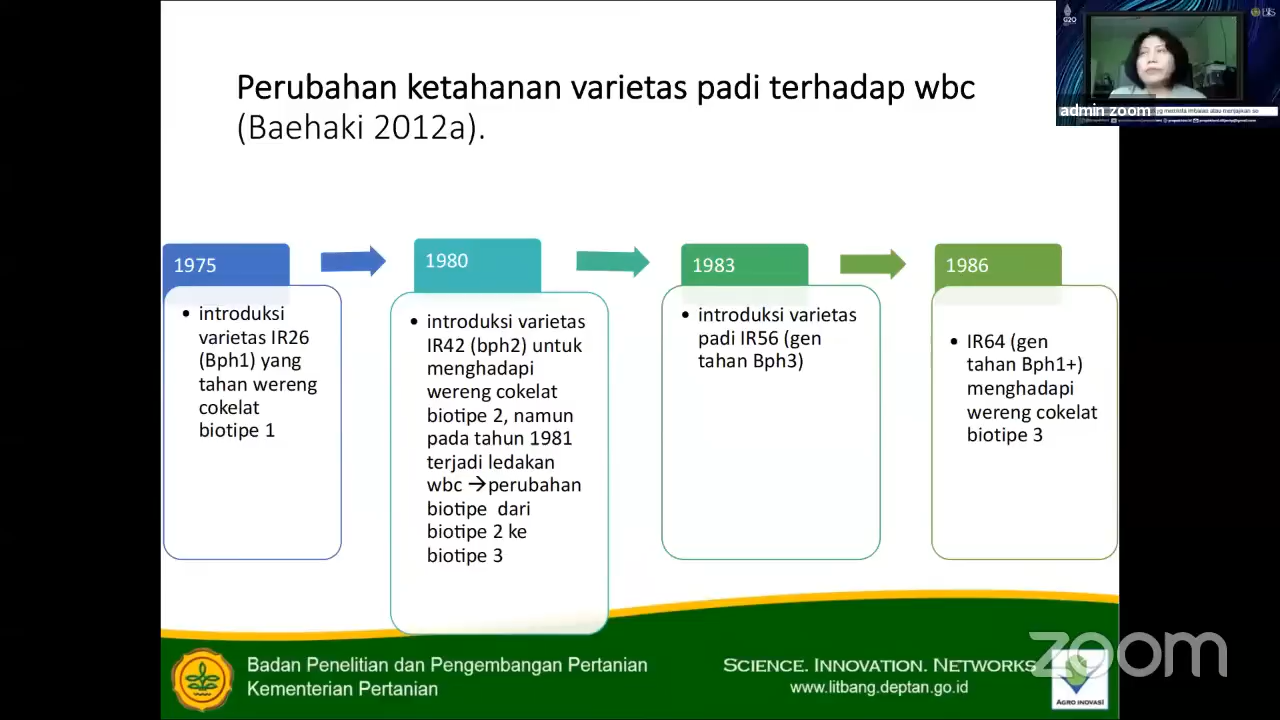 Perubahan ketahanan varietas padi terhadap wbc
(Baehaki 2012a).
G20
admin zoom
1975
introduksi
varietas IR26
(Bph1) yang
tahan wereng
cokelat
biotipe 1
1980
introduksi varietas
IR42 (bph2) untuk
menghadapi
wereng cokelat
biotipe 2, namun
pada tahun 1981
terjadi ledakan
wbc →perubahan
biotipe dari
biotipe 2 ke
biotipe 3
1983
introduksi varietas
padi IR56 (gen
tahan Bph3)
1986
IR64 (gen
tahan Bph1+)
menghadapi
wereng cokelat
biotipe 3
Badan Penelitian dan Pengembangan Pertanian
Kementerian Pertanian
SCIENCE. INNOVATION. NETWORKS
www.litbang.deptan.go.id
zoom
AGRO INOVASI